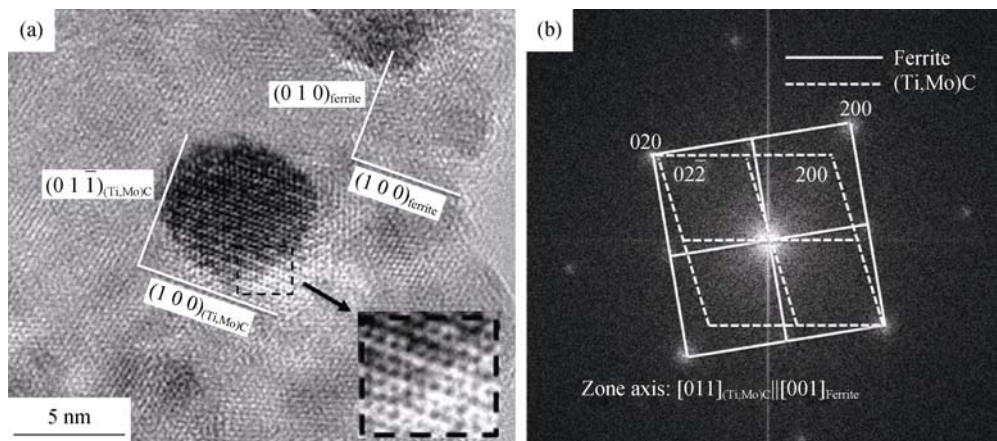 (a)
(0 1 0)ferrite
(0 1 1̅)(Ti,Mo)C
(1 0 0)ferrite
(1 0 0)(Ti,Mo)C
5 nm
(b)
Ferrite
(Ti,Mo)C
200
020
022̅
200
Zone axis: [011](Ti,Mo)C||[001]Ferrite